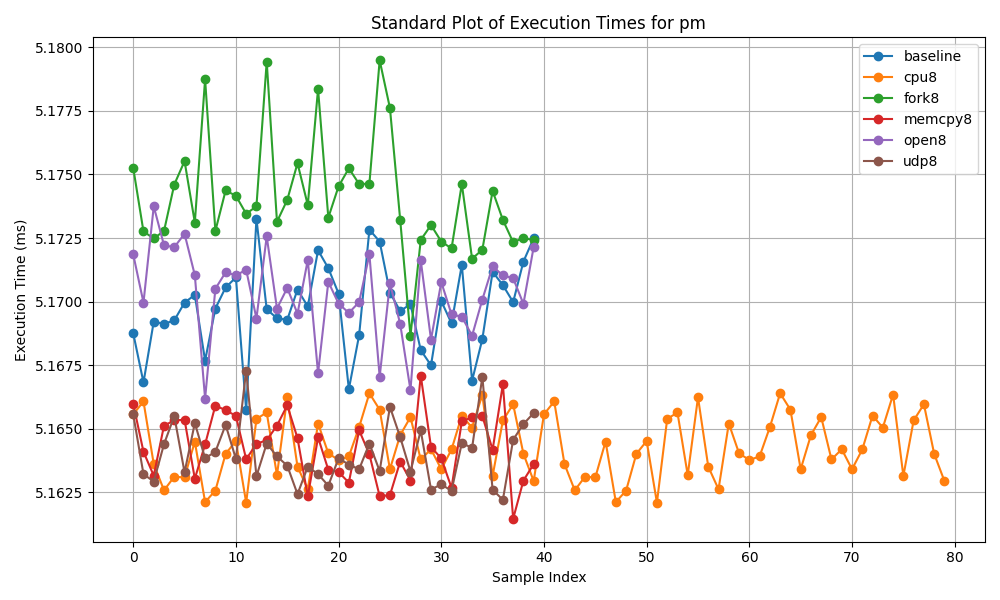 Standard Plot of Execution Times for pm
5.1800
5.1775
5.1750
5.1725
5.1700
5.1675
5.1650
5.1625
Execution Time (ms)
baseline
cpu8
fork8
memcpy8
open8
udp8
0
10
20
30
40
50
60
70
80
Sample Index